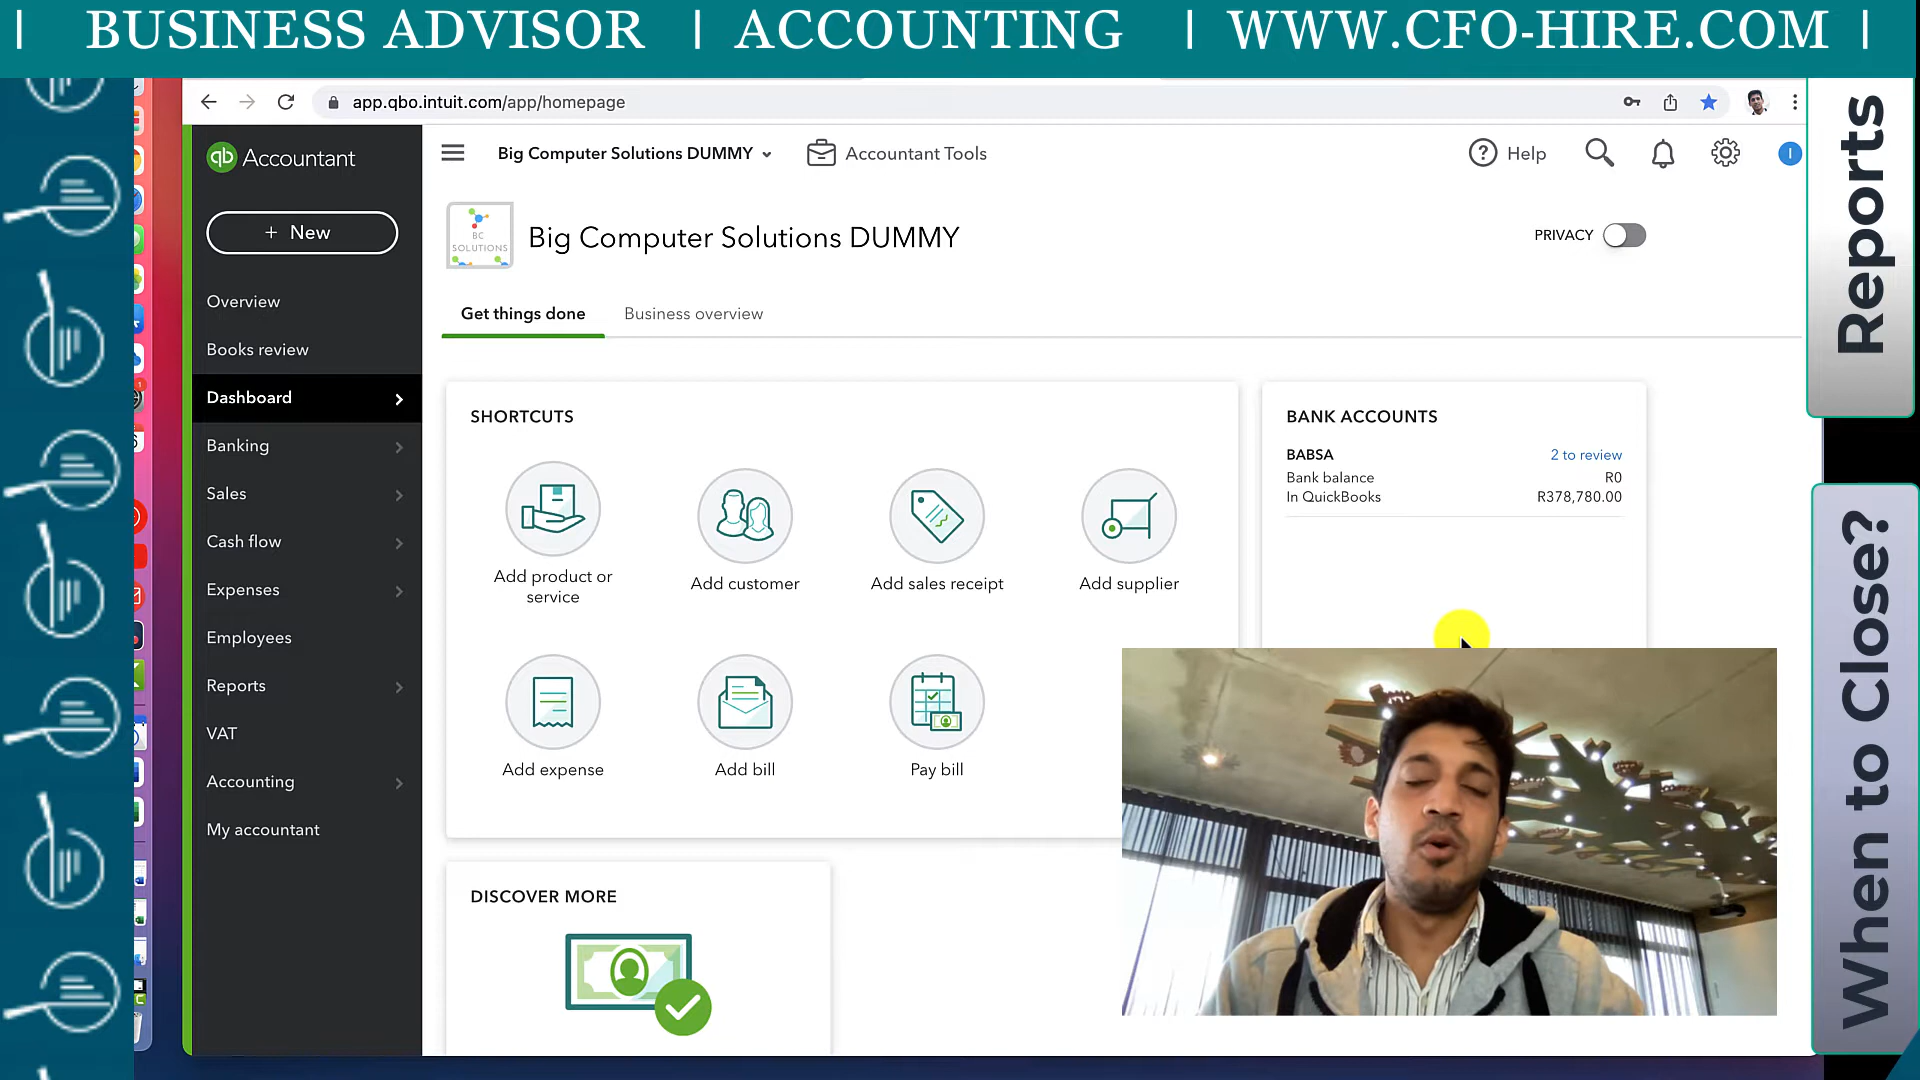 | BUSINESS ADVISOR | ACCOUNTING | WWW.CFO-HIRE.COM |
app.qbo.intuit.com/app/homepage
qb Accountant
Big Computer Solutions DUMMY
Accountant Tools
Help
I
+ New
BC
SOLUTIONS
Big Computer Solutions DUMMY
PRIVACY
Get things done
Business overview
Overview
Books review
Dashboard
Banking
Sales
Cash flow
Expenses
Employees
Reports
VAT
Accounting
My accountant
SHORTCUTS
Add product or
service
Add customer
Add sales receipt
Add supplier
Add expense
Add bill
Pay bill
BANK ACCOUNTS
BABSA 2 to review
Bank balance R0
In QuickBooks R378,780.00
DISCOVER MORE
Reports
When to Close?